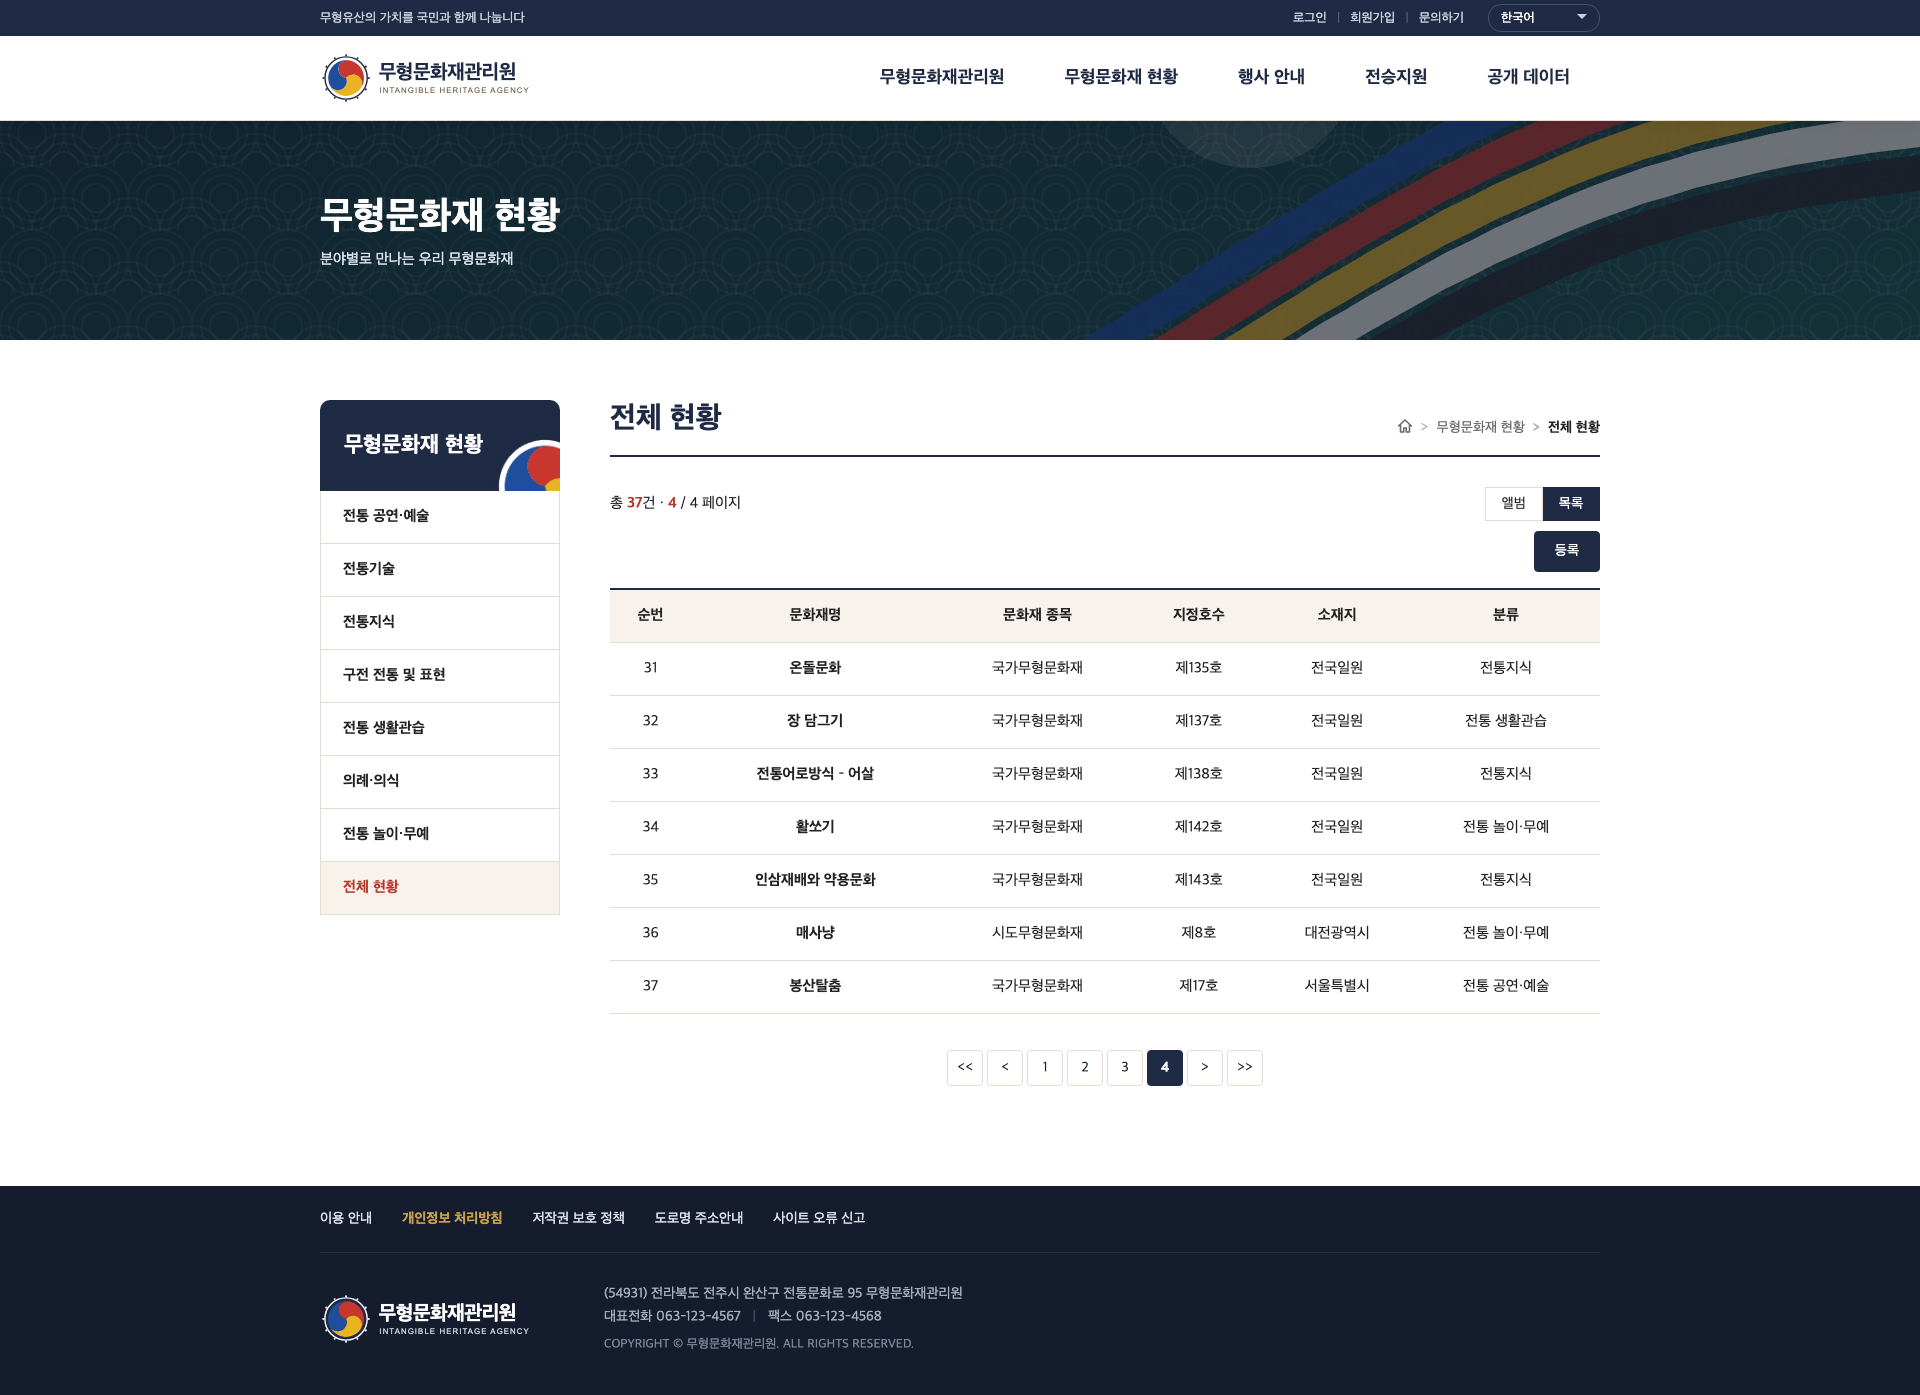 무형유산의 가치를 국민과 함께 나눕니다
로그인 | 회원가입 | 문의하기 한국어
무형문화재관리원
INTANGIBLE HERITAGE AGENCY
무형문화재관리원 무형문화재 현황 행사 안내 전승지원 공개 데이터
무형문화재 현황
분야별로 만나는 우리 무형문화재
무형문화재 현황
전통 공연·예술
전통기술
전통지식
구전 전통 및 표현
전통 생활관습
의례·의식
전통 놀이·무예
전체 현황
전체 현황
> 무형문화재 현황 > 전체 현황
총 37건 · 4 / 4 페이지
앨범 목록
등록
순번 문화재명 문화재 종목 지정호수 소재지 분류
31 온돌문화 국가무형문화재 제135호 전국일원 전통지식
32 장 담그기 국가무형문화재 제137호 전국일원 전통 생활관습
33 전통어로방식 - 어살 국가무형문화재 제138호 전국일원 전통지식
34 활쏘기 국가무형문화재 제142호 전국일원 전통 놀이·무예
35 인삼재배와 약용문화 국가무형문화재 제143호 전국일원 전통지식
36 매사냥 시도무형문화재 제8호 대전광역시 전통 놀이·무예
37 봉산탈춤 국가무형문화재 제17호 서울특별시 전통 공연·예술
<< < 1 2 3 4 > >>
이용 안내 개인정보 처리방침 저작권 보호 정책 도로명 주소안내 사이트 오류 신고
무형문화재관리원
INTANGIBLE HERITAGE AGENCY
(54931) 전라북도 전주시 완산구 전통문화로 95 무형문화재관리원
대표전화 063-123-4567 | 팩스 063-123-4568
COPYRIGHT © 무형문화재관리원. ALL RIGHTS RESERVED.